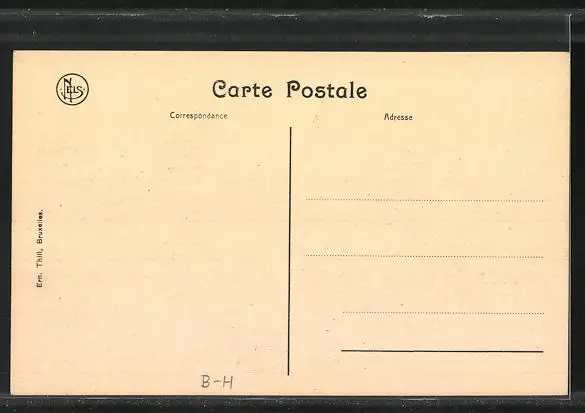 NELS
Carte Postale
Correspondance
Adresse
Ern. Thill, Bruxelles.
B-H